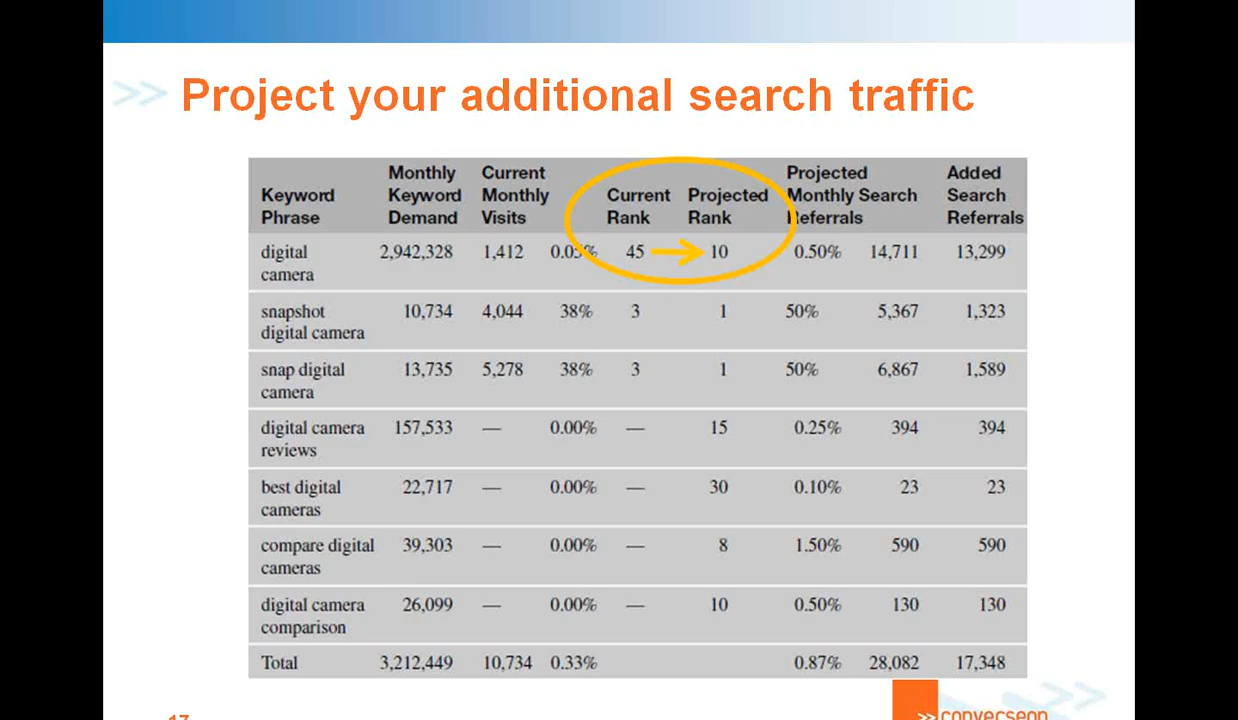 Project your additional search traffic
Keyword Phrase | Monthly Keyword Demand | Current Monthly Visits | Current Rank | Projected Rank | Projected Monthly Search Referrals | Added Search Referrals
digital camera 2,942,328 1,412 0.05% 45 10 0.50% 14,711 13,299
snapshot digital camera 10,734 4,044 38% 3 1 50% 5,367 1,323
snap digital camera 13,735 5,278 38% 3 1 50% 6,867 1,589
digital camera reviews 157,533 — 0.00% — 15 0.25% 394 394
best digital cameras 22,717 — 0.00% — 30 0.10% 23 23
compare digital cameras 39,303 — 0.00% — 8 1.50% 590 590
digital camera comparison 26,099 — 0.00% — 10 0.50% 130 130
Total 3,212,449 10,734 0.33% 0.87% 28,082 17,348
17
>> converseon